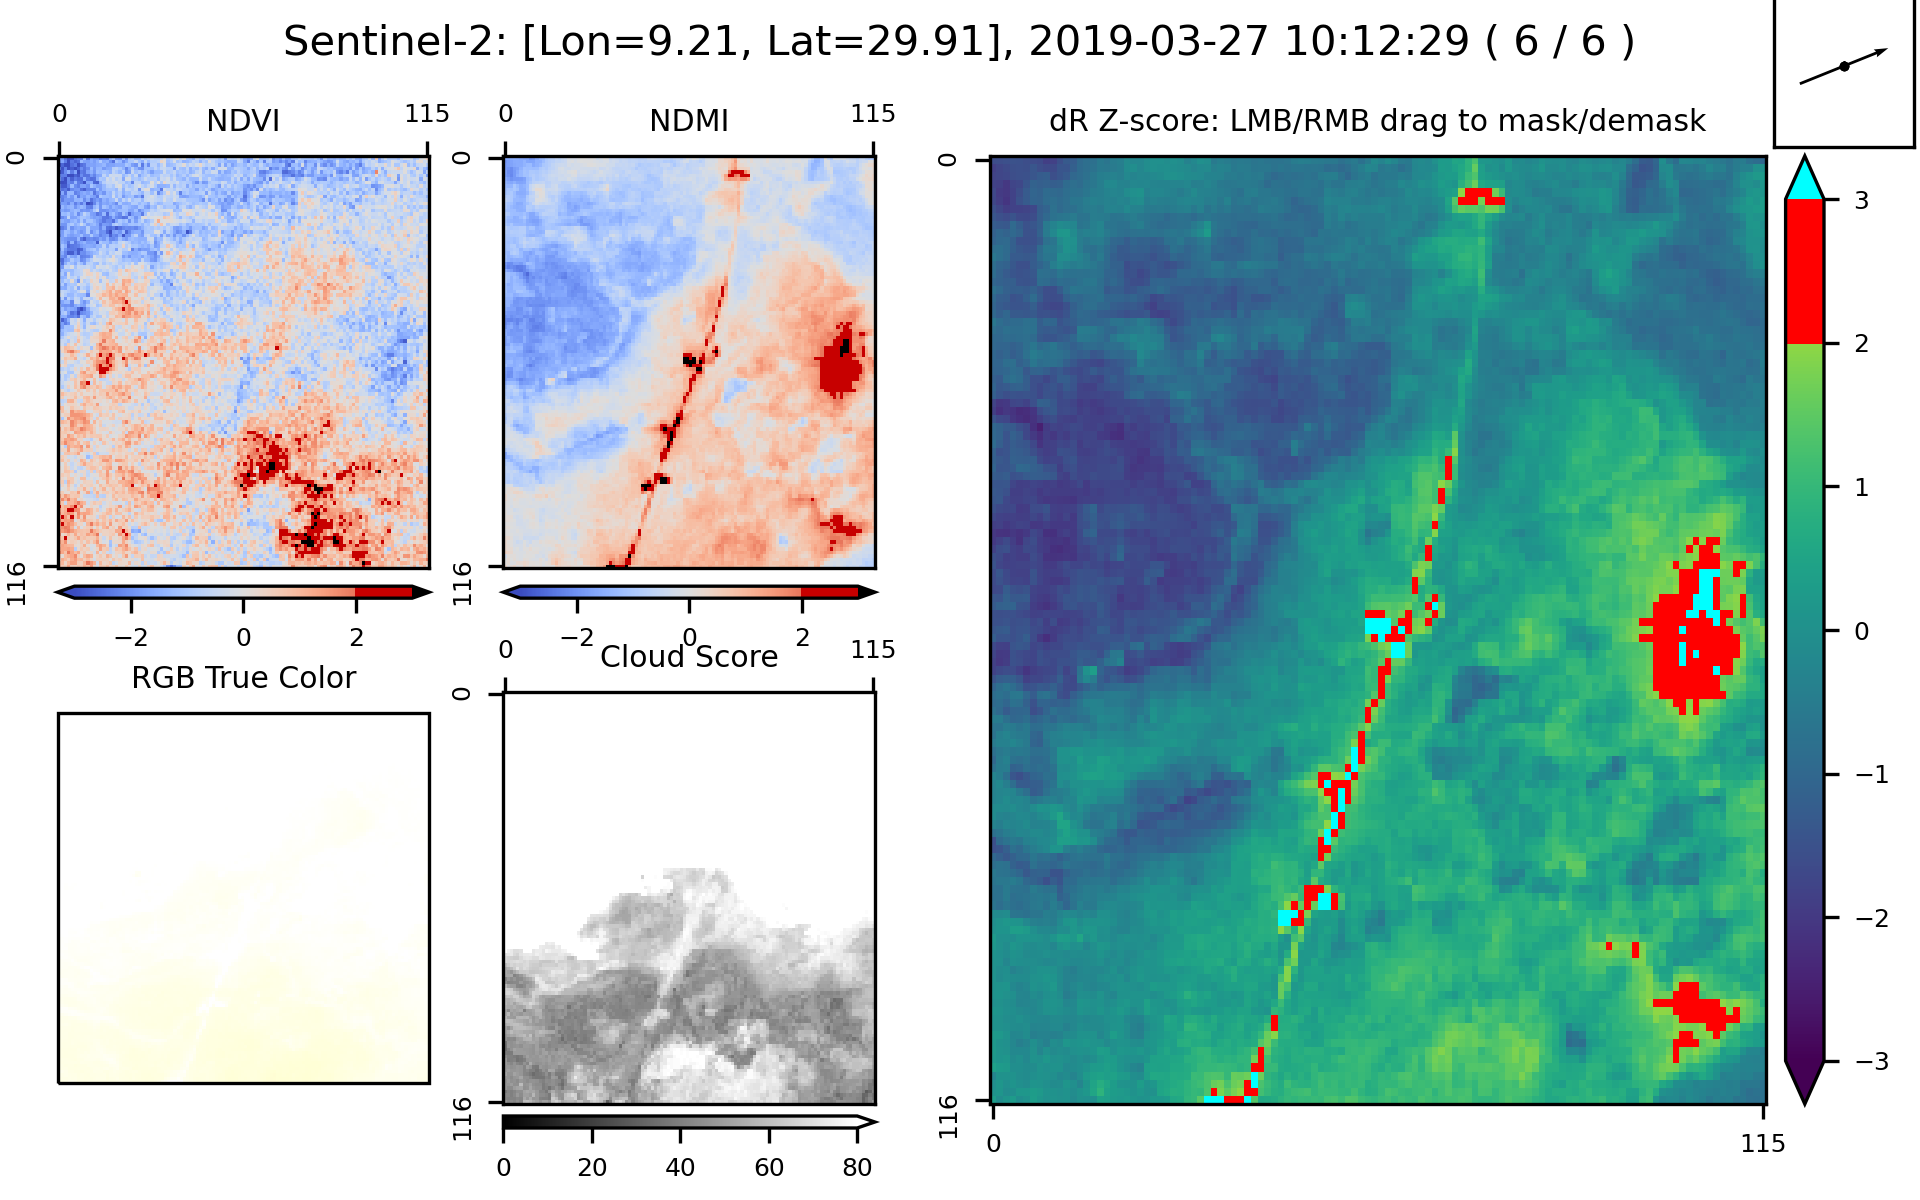 Sentinel-2: [Lon=9.21, Lat=29.91], 2019-03-27 10:12:29 ( 6 / 6 )
0 NDVI 115
0
116
−2 0 2
0 NDMI 115
0
116
−2 0 2
dR Z-score: LMB/RMB drag to mask/demask
0
116
0 115
3
2
1
0
−1
−2
−3
RGB True Color
0 Cloud Score 115
0
116
0 20 40 60 80